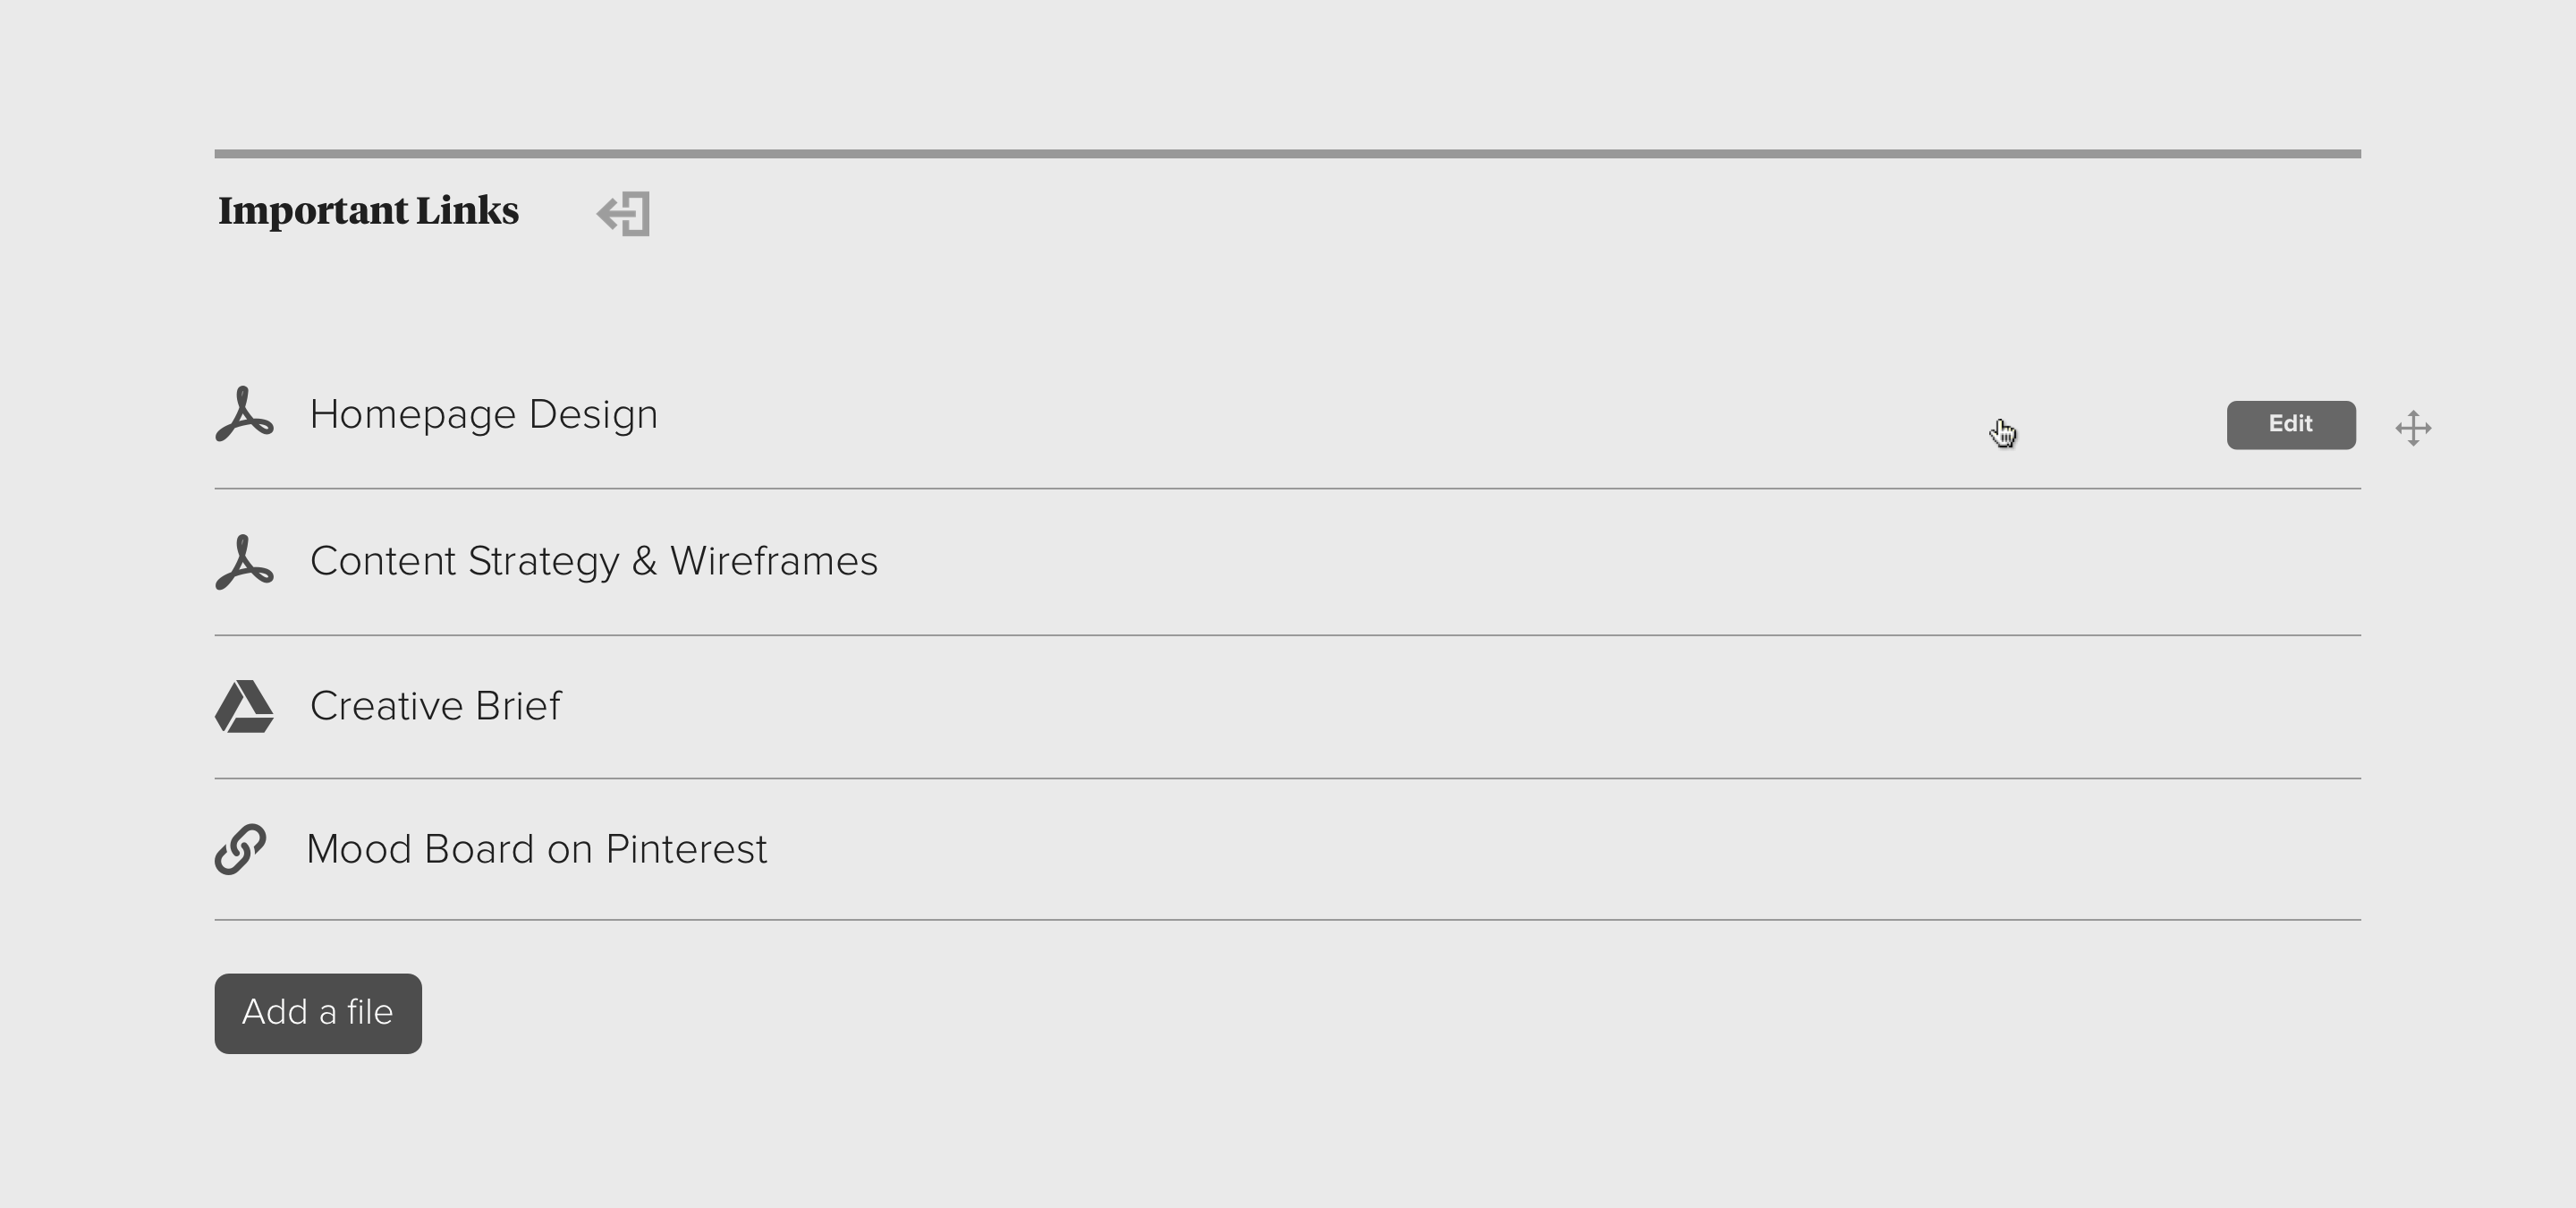 Important Links
Homepage Design
Edit
Content Strategy & Wireframes
Creative Brief
Mood Board on Pinterest
Add a file